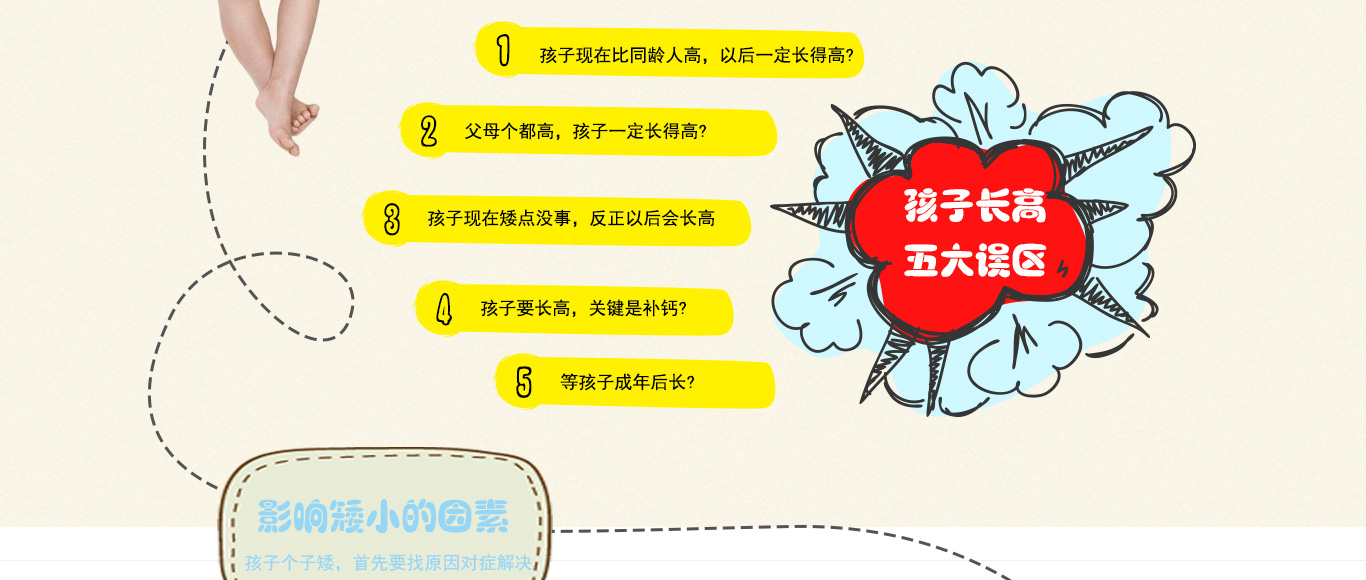 1 孩子现在比同龄人高，以后一定长得高?
2 父母个都高，孩子一定长得高?
3 孩子现在矮点没事，反正以后会长高
4 孩子要长高，关键是补钙?
5 等孩子成年后长?
孩子长高
五大误区
影响矮小的因素
孩子个子矮，首先要找原因对症解决